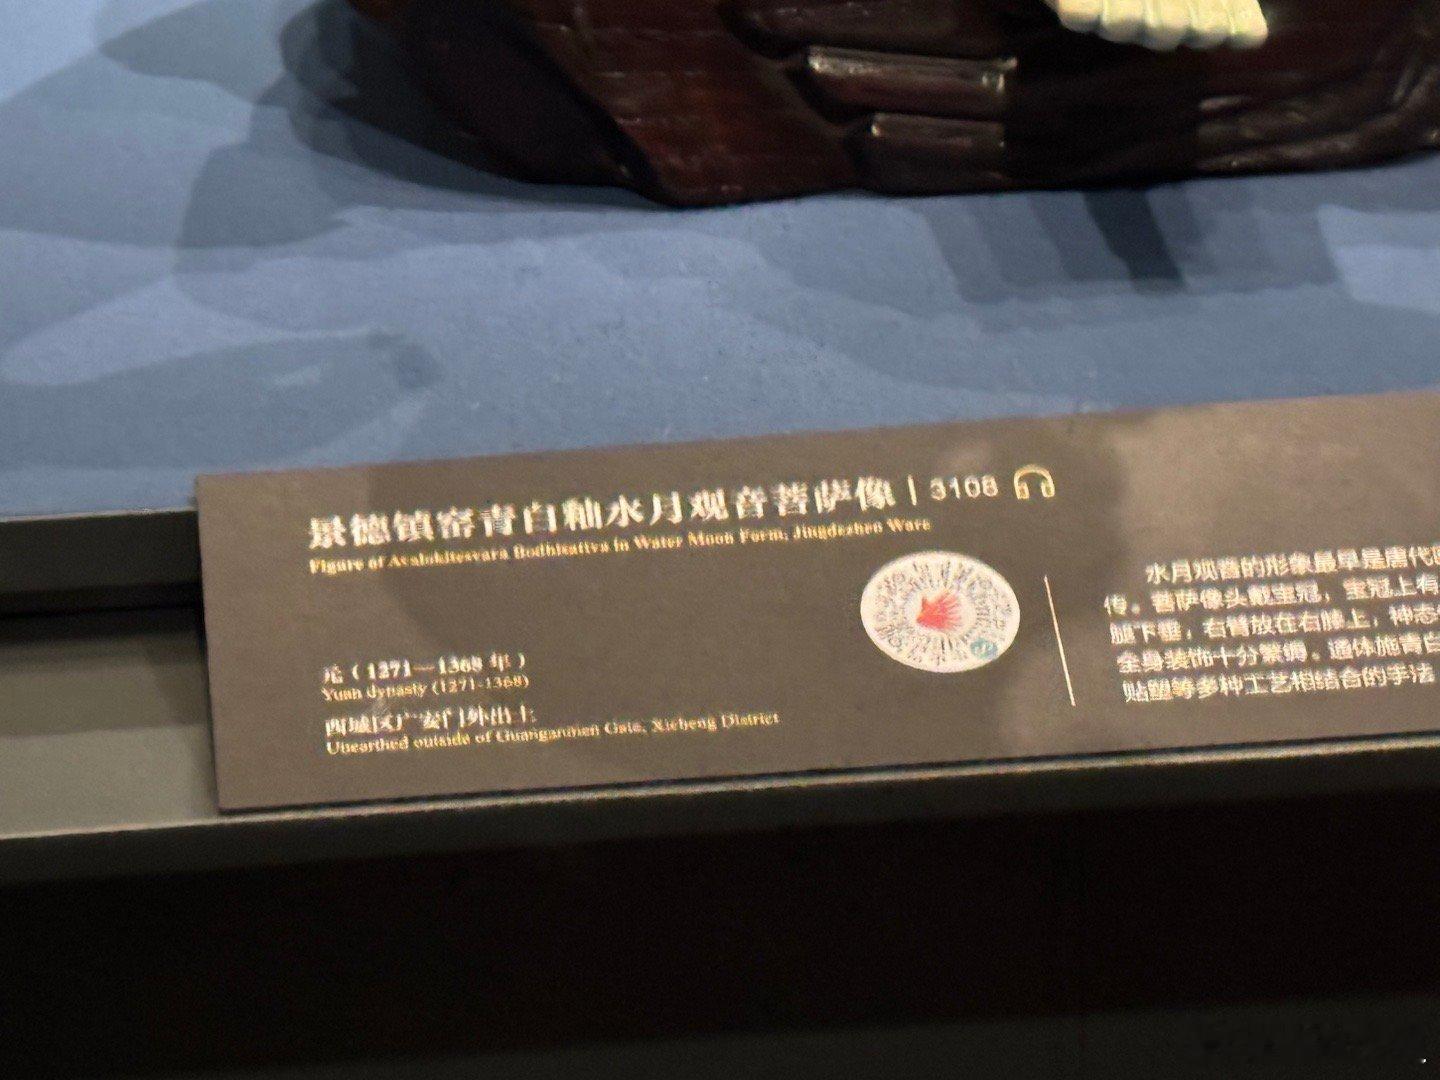 景德镇窑青白釉水月观音菩萨像 | 3108
Figure of Avalokitesvara Bodhisattva in Water Moon Form, Jingdezhen Ware
元（1271—1368 年）
Yuan dynasty (1271-1368)
西城区广安门外出土
Unearthed outside of Guanganmen Gate, Xicheng District
水月观音的形象最早是唐代
传。菩萨像头戴宝冠，宝冠上有
腿下垂，右臂放在右膝上，神态
全身装饰十分繁缛。通体施青白
贴塑等多种工艺相结合的手法